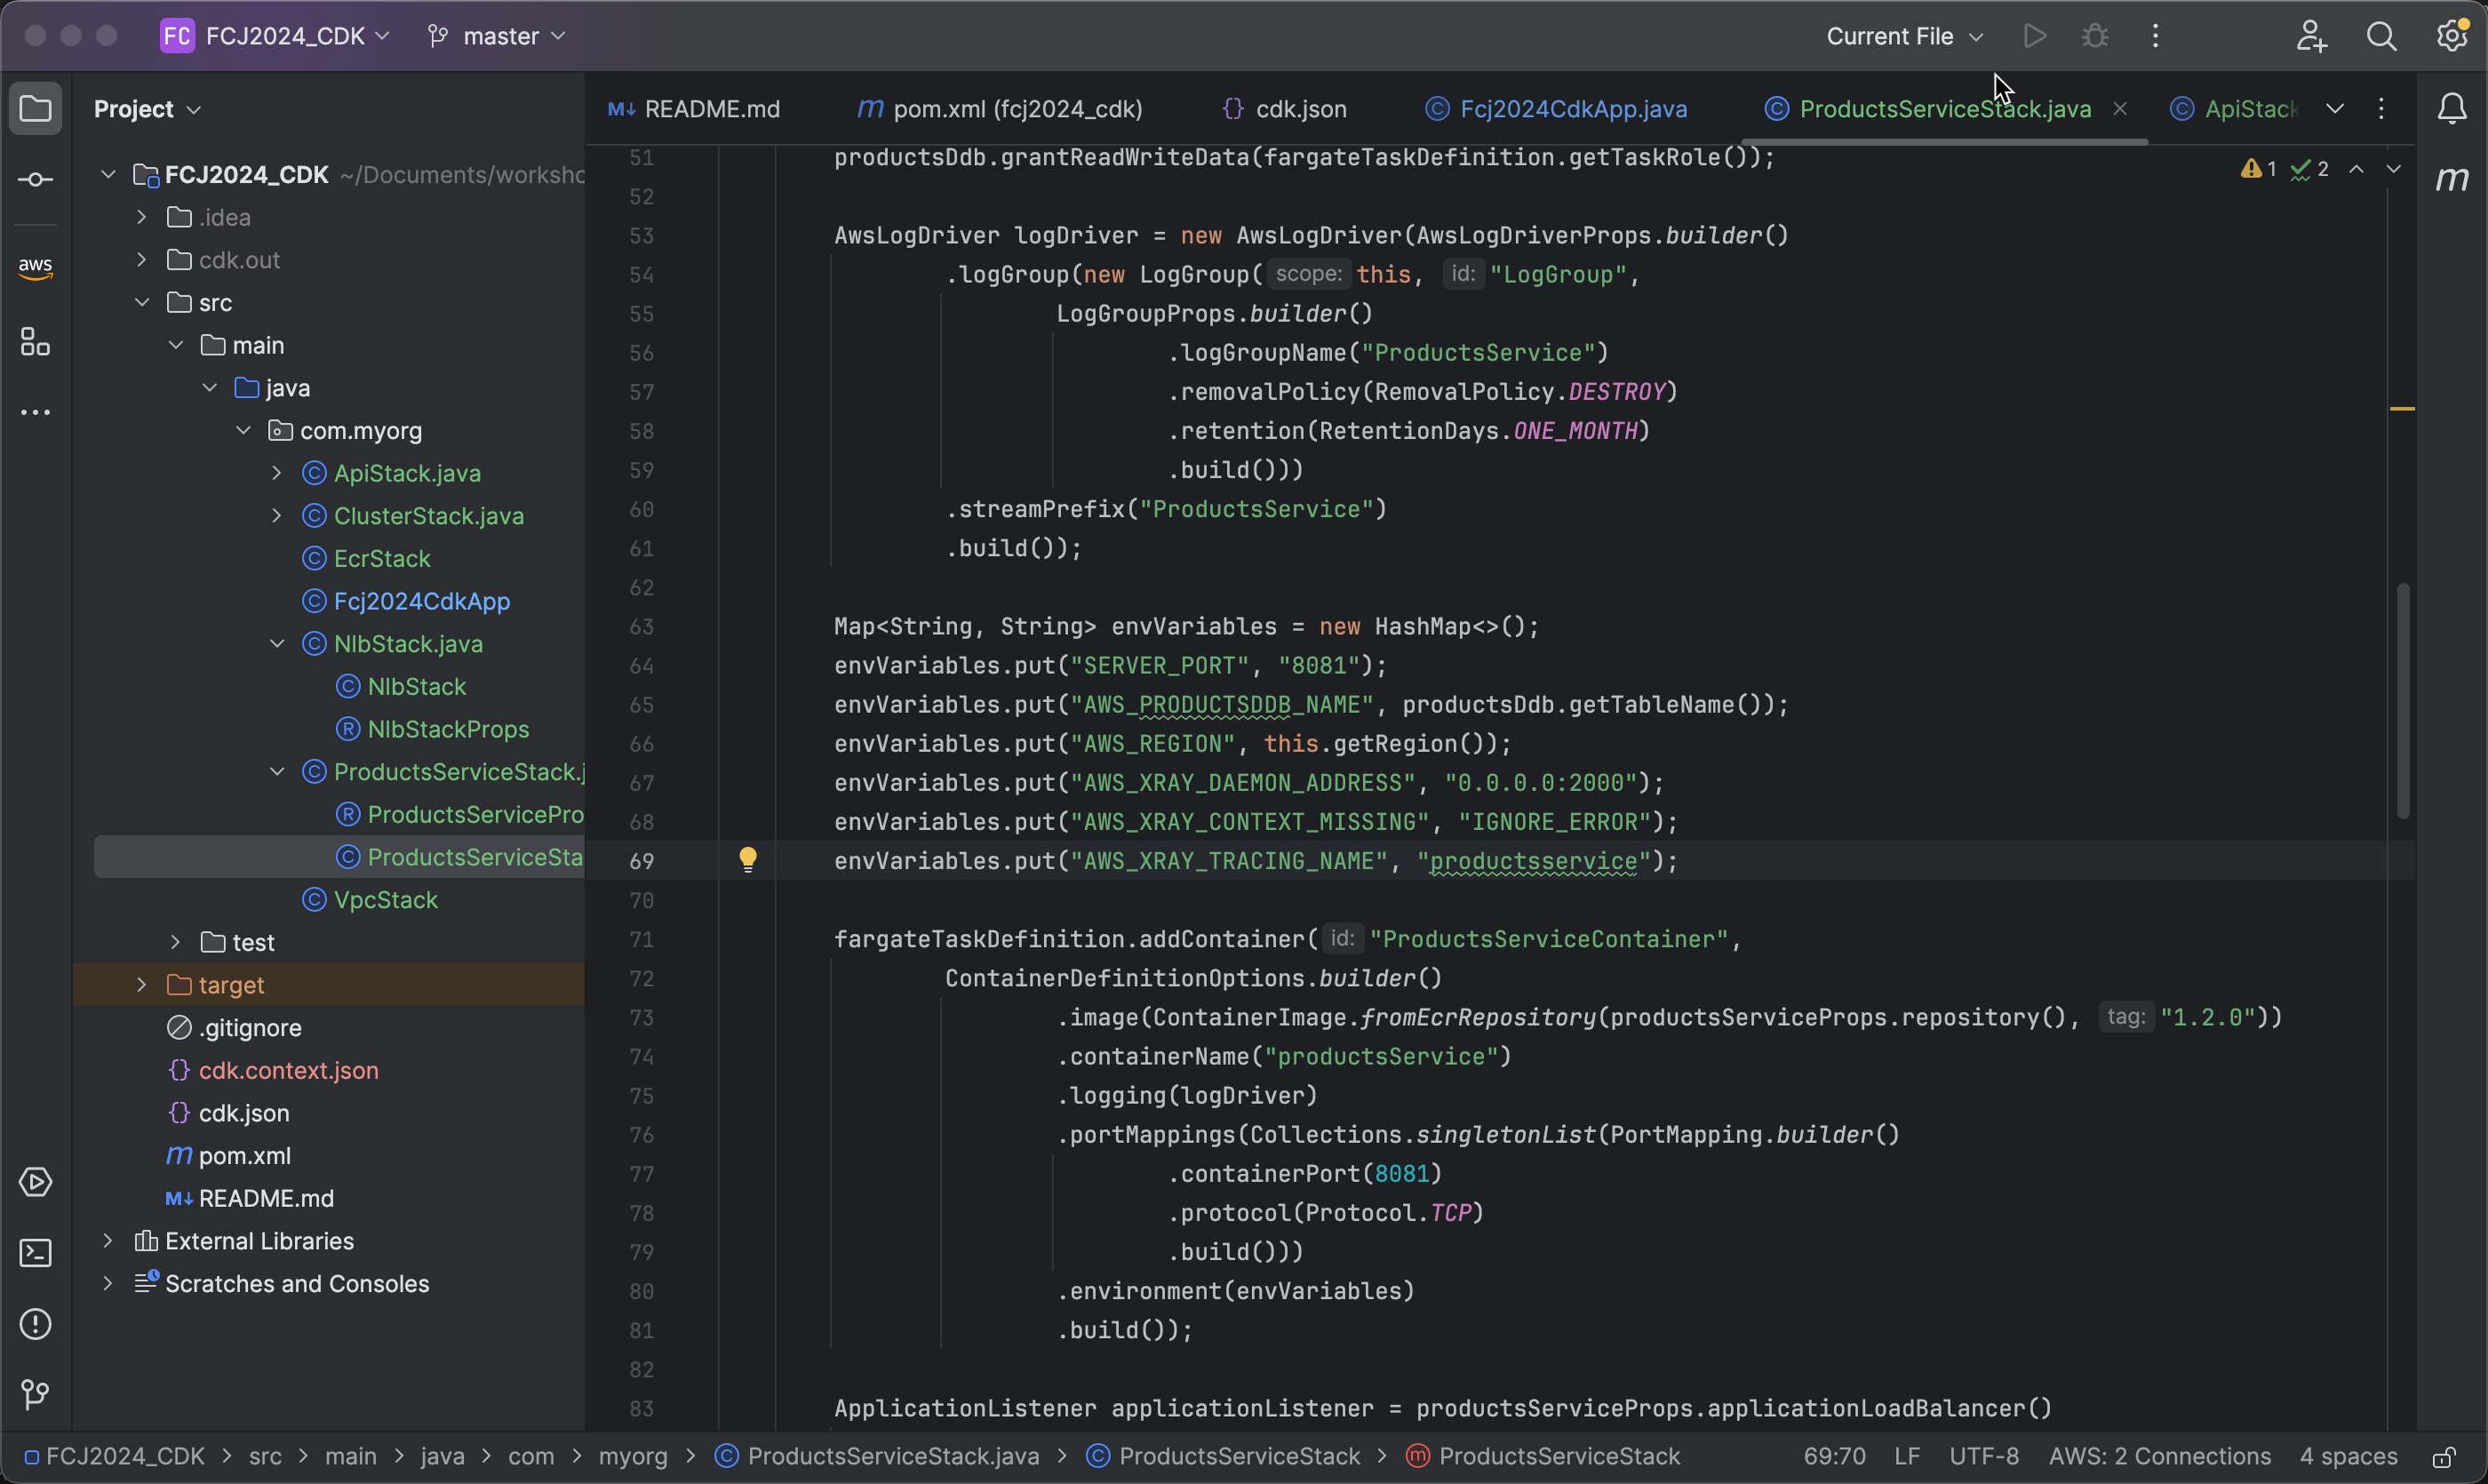 FC FCJ2024_CDK master Current File
Project
FCJ2024_CDK ~/Documents/worksho
.idea
cdk.out
aws
src
main
java
com.myorg
ApiStack.java
ClusterStack.java
EcrStack
Fcj2024CdkApp
NlbStack.java
NlbStack
NlbStackProps
ProductsServiceStack.j
ProductsServicePro
ProductsServiceSta
VpcStack
test
target
.gitignore
cdk.context.json
cdk.json
pom.xml
README.md
External Libraries
Scratches and Consoles
README.md pom.xml (fcj2024_cdk) cdk.json Fcj2024CdkApp.java ProductsServiceStack.java ApiStack
1 2
51 productsDdb.grantReadWriteData(fargateTaskDefinition.getTaskRole());
52
53 AwsLogDriver logDriver = new AwsLogDriver(AwsLogDriverProps.builder()
54 .logGroup(new LogGroup( scope: this, id: "LogGroup",
55 LogGroupProps.builder()
56 .logGroupName("ProductsService")
57 .removalPolicy(RemovalPolicy.DESTROY)
58 .retention(RetentionDays.ONE_MONTH)
59 .build()))
60 .streamPrefix("ProductsService")
61 .build());
62
63 Map<String, String> envVariables = new HashMap<>();
64 envVariables.put("SERVER_PORT", "8081");
65 envVariables.put("AWS_PRODUCTSDDB_NAME", productsDdb.getTableName());
66 envVariables.put("AWS_REGION", this.getRegion());
67 envVariables.put("AWS_XRAY_DAEMON_ADDRESS", "0.0.0.0:2000");
68 envVariables.put("AWS_XRAY_CONTEXT_MISSING", "IGNORE_ERROR");
69 envVariables.put("AWS_XRAY_TRACING_NAME", "productsservice");
70
71 fargateTaskDefinition.addContainer( id: "ProductsServiceContainer",
72 ContainerDefinitionOptions.builder()
73 .image(ContainerImage.fromEcrRepository(productsServiceProps.repository(), tag: "1.2.0"))
74 .containerName("productsService")
75 .logging(logDriver)
76 .portMappings(Collections.singletonList(PortMapping.builder()
77 .containerPort(8081)
78 .protocol(Protocol.TCP)
79 .build()))
80 .environment(envVariables)
81 .build());
82
83 ApplicationListener applicationListener = productsServiceProps.applicationLoadBalancer()
FCJ2024_CDK > src > main > java > com > myorg > ProductsServiceStack.java > ProductsServiceStack > ProductsServiceStack 69:70 LF UTF-8 AWS: 2 Connections 4 spaces